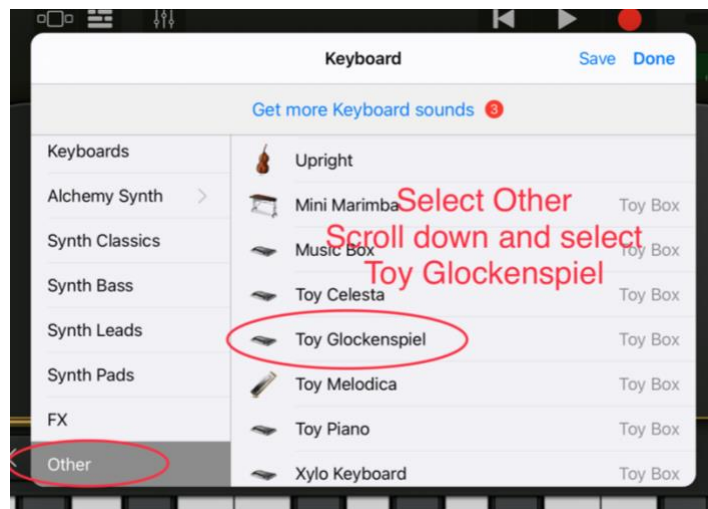 Keyboard Save Done
Get more Keyboard sounds 3
Keyboards
Alchemy Synth
Synth Classics
Synth Bass
Synth Leads
Synth Pads
FX
Other
Upright
Mini Marimba Toy Box
Music Box Toy Box
Toy Celesta Toy Box
Toy Glockenspiel Toy Box
Toy Melodica Toy Box
Toy Piano Toy Box
Xylo Keyboard Toy Box
Select Other
Scroll down and select
Toy Glockenspiel